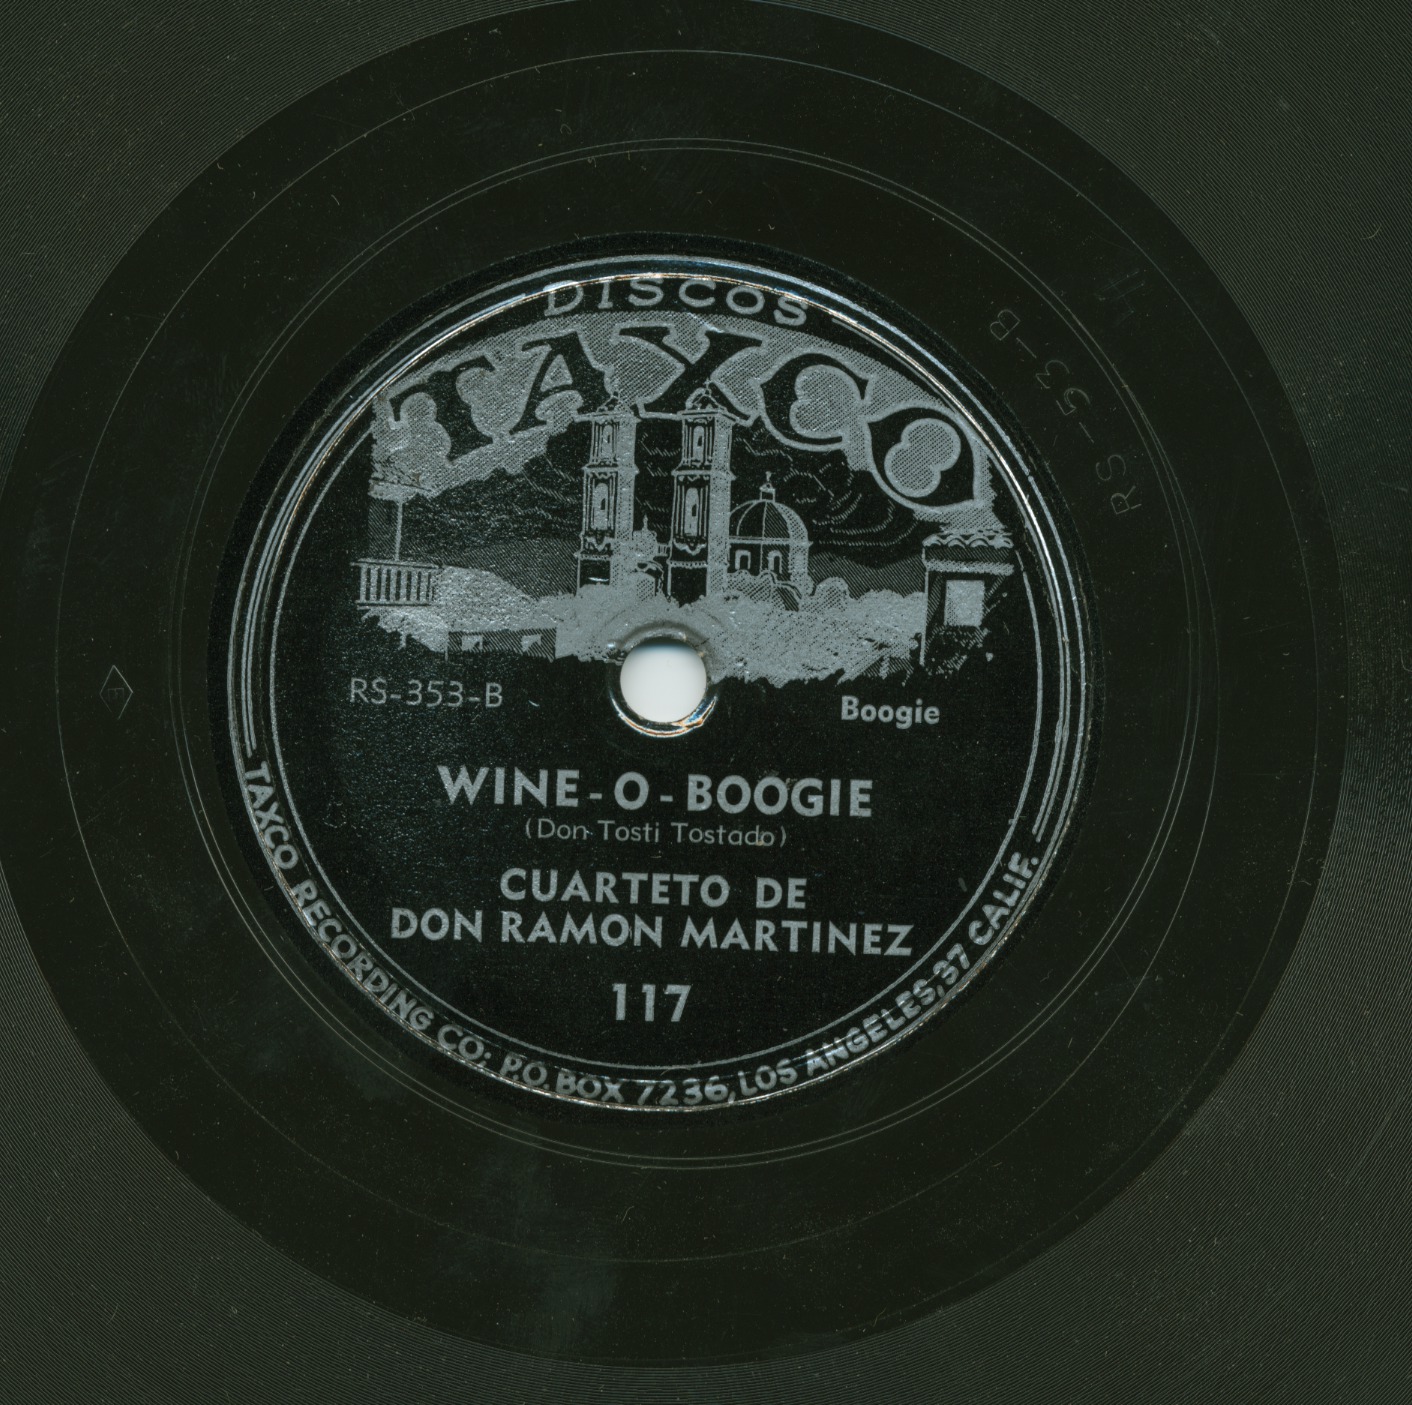 DISCOS
TAXCO
RS-353-B
Boogie
WINE-O-BOOGIE
(Don Tosti Tostado)
CUARTETO DE
DON RAMON MARTINEZ
117
TAXCO RECORDING CO: P.O. BOX 7236, LOS ANGELES, 37 CALIF.
RS-53-B
E